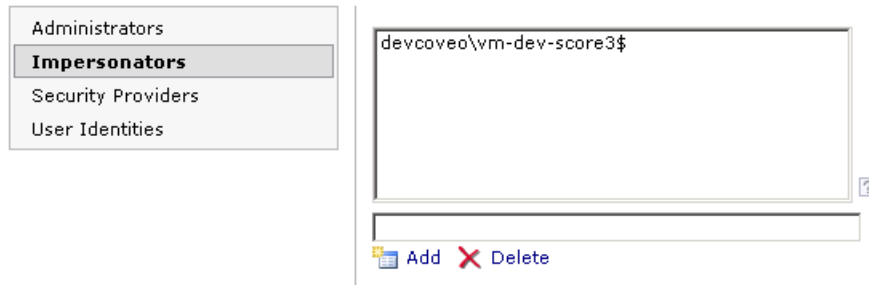 Administrators
Impersonators
Security Providers
User Identities
devcoveo\vm-dev-score3$
?
Add Delete